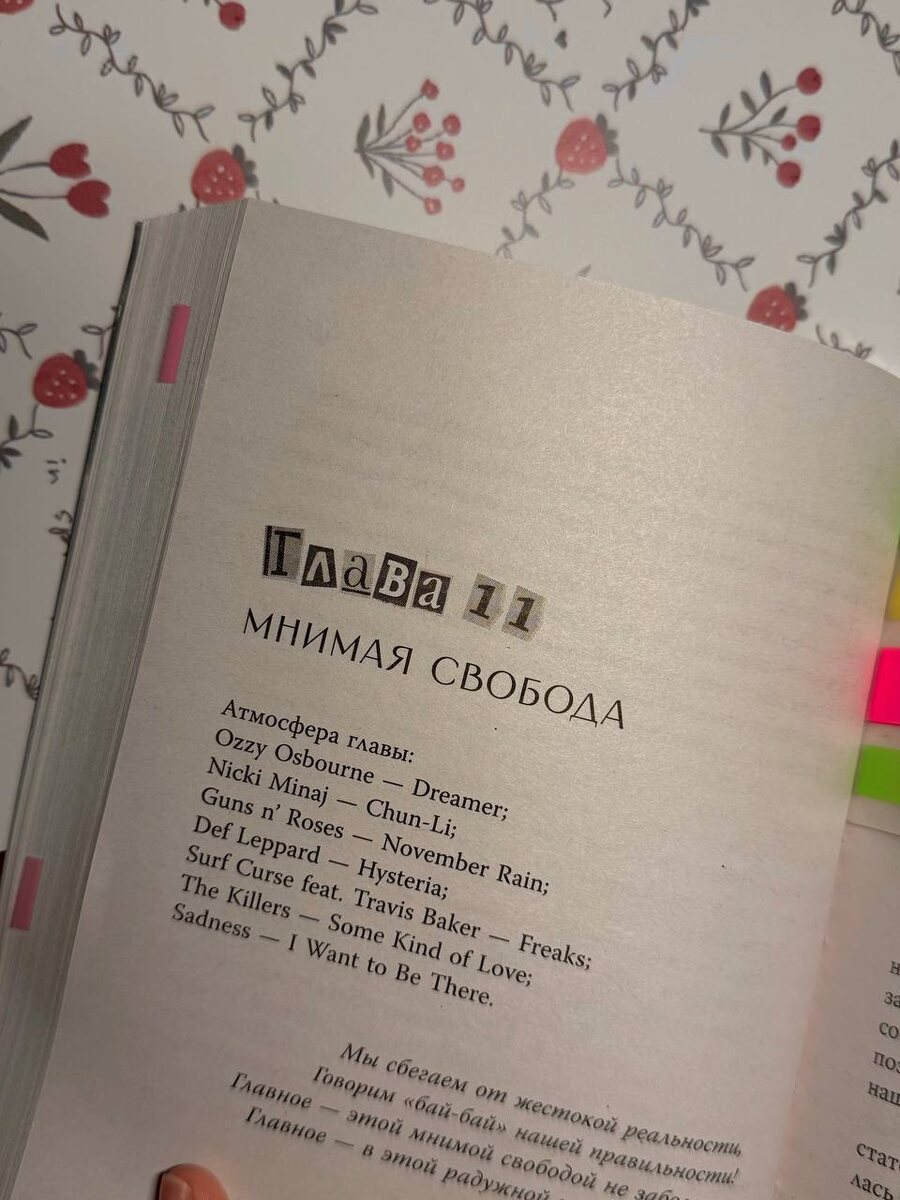 Глава 11
МНИМАЯ СВОБОДА
Атмосфера главы:
Ozzy Osbourne — Dreamer;
Nicki Minaj — Chun-Li;
Guns n’ Roses — November Rain;
Def Leppard — Hysteria;
Surf Curse feat. Travis Baker — Freaks;
The Killers — Some Kind of Love;
Sadness — I Want to Be There.
Мы сбегаем от жестокой реальности,
Говорим «бай-бай» нашей правильности!
Главное — этой мнимой свободой не
Главное — в этой радужной